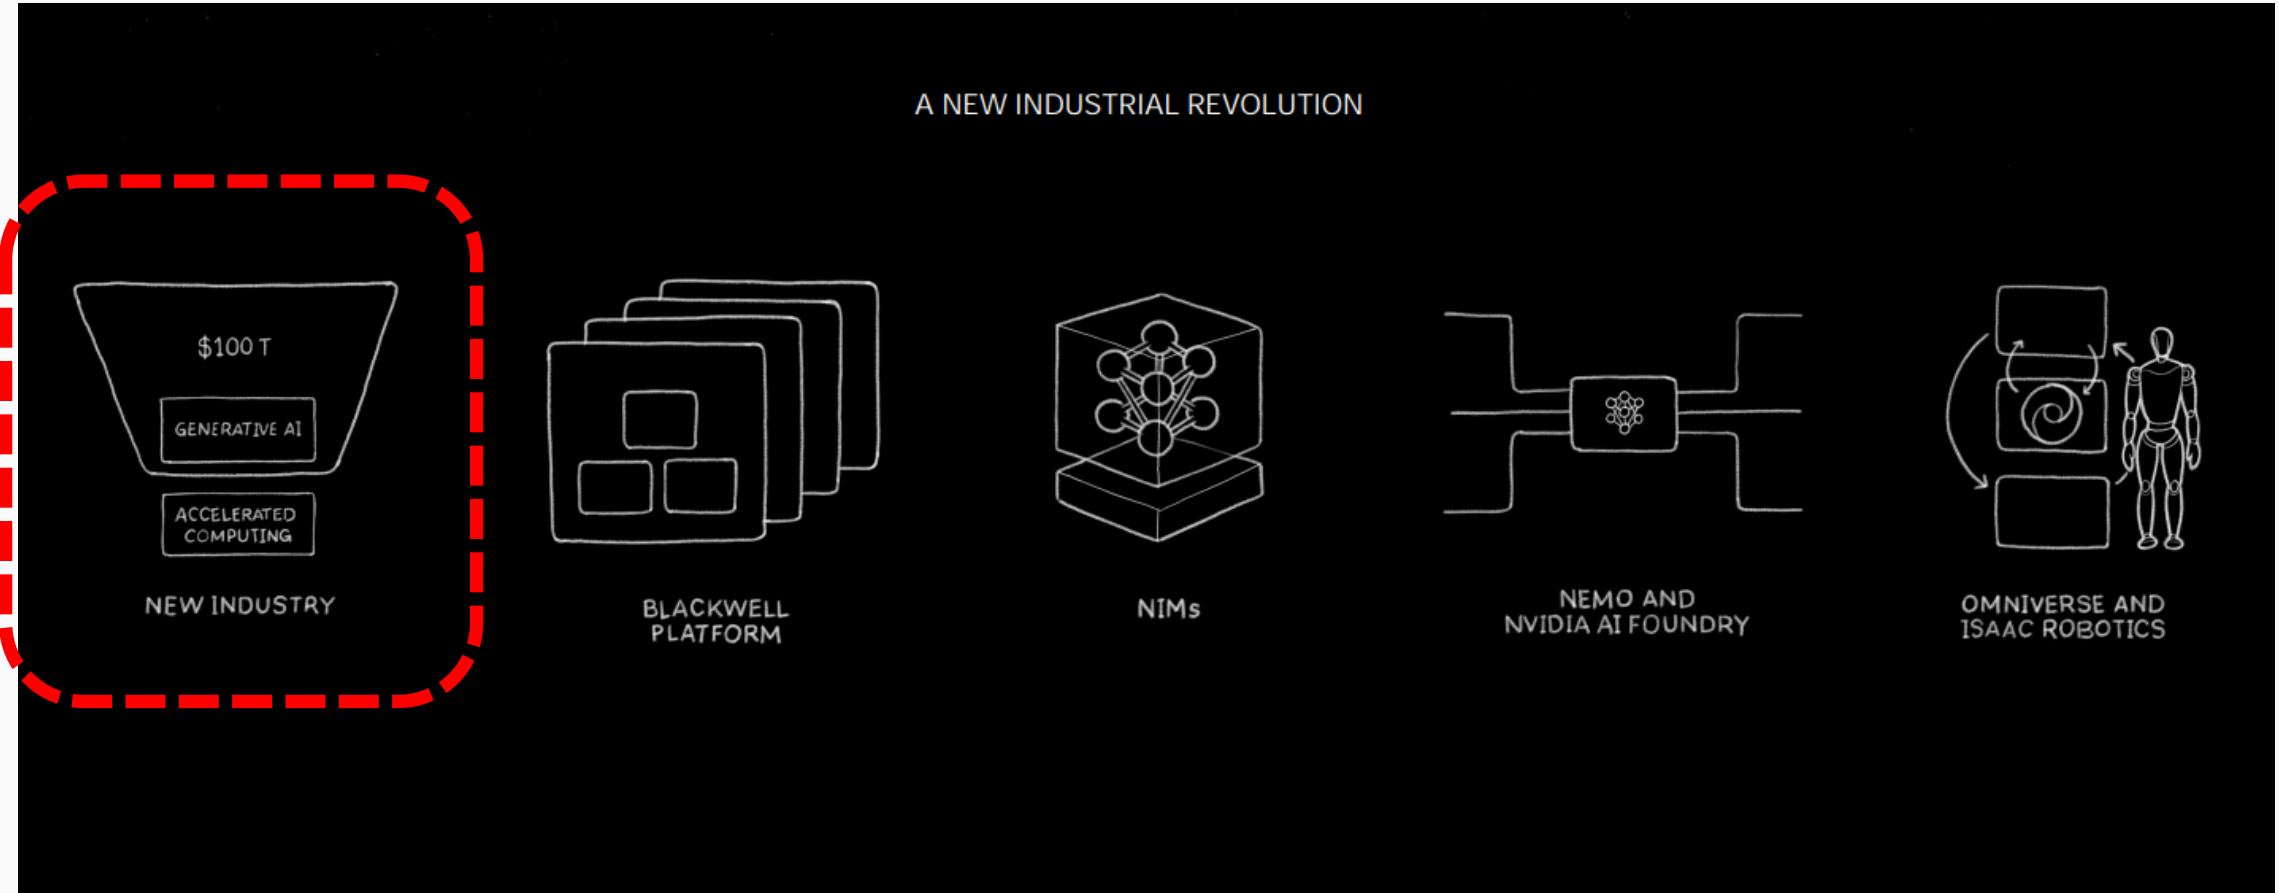 A NEW INDUSTRIAL REVOLUTION
$100 T
GENERATIVE AI
ACCELERATED
COMPUTING
NEW INDUSTRY
BLACKWELL
PLATFORM
NIMs
NEMO AND
NVIDIA AI FOUNDRY
OMNIVERSE AND
ISAAC ROBOTICS